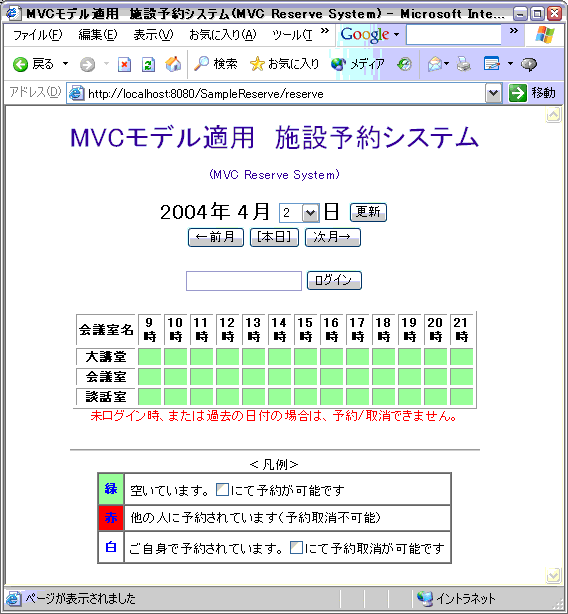 MVCモデル適用　施設予約システム(MVC Reserve System) - Microsoft Inte...
ファイル(F) 編集(E) 表示(V) お気に入り(A) ツール(T) » Google »
戻る 検索 お気に入り メディア
アドレス(D) http://localhost:8080/SampleReserve/reserve 移動
MVCモデル適用　施設予約システム
(MVC Reserve System)
2004年 4月 2 日 更新
←前月 [本日] 次月→
ログイン
会議室名 9時 10時 11時 12時 13時 14時 15時 16時 17時 18時 19時 20時 21時
大講堂
会議室
談話室
未ログイン時、または過去の日付の場合は、予約/取消できません。
<凡例>
緑 空いています。 にて予約が可能です
赤 他の人に予約されています(予約取消不可能)
白 ご自身で予約されています。 にて予約取消が可能です
ページが表示されました イントラネット